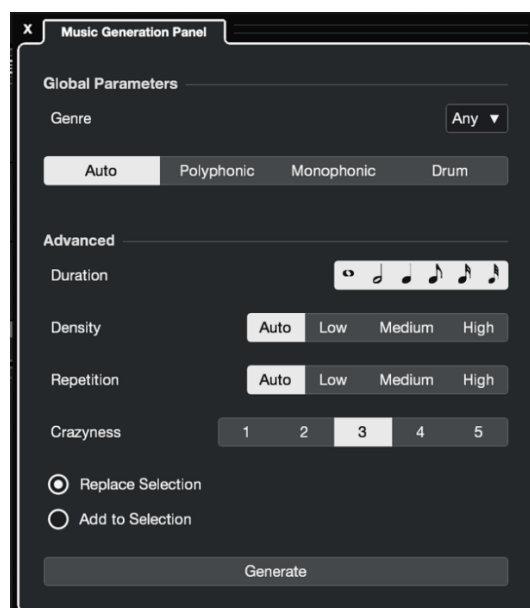 x Music Generation Panel
Global Parameters
Genre Any ▼
Auto Polyphonic Monophonic Drum
Advanced
Duration
Density Auto Low Medium High
Repetition Auto Low Medium High
Crazyness 1 2 3 4 5
Replace Selection
Add to Selection
Generate